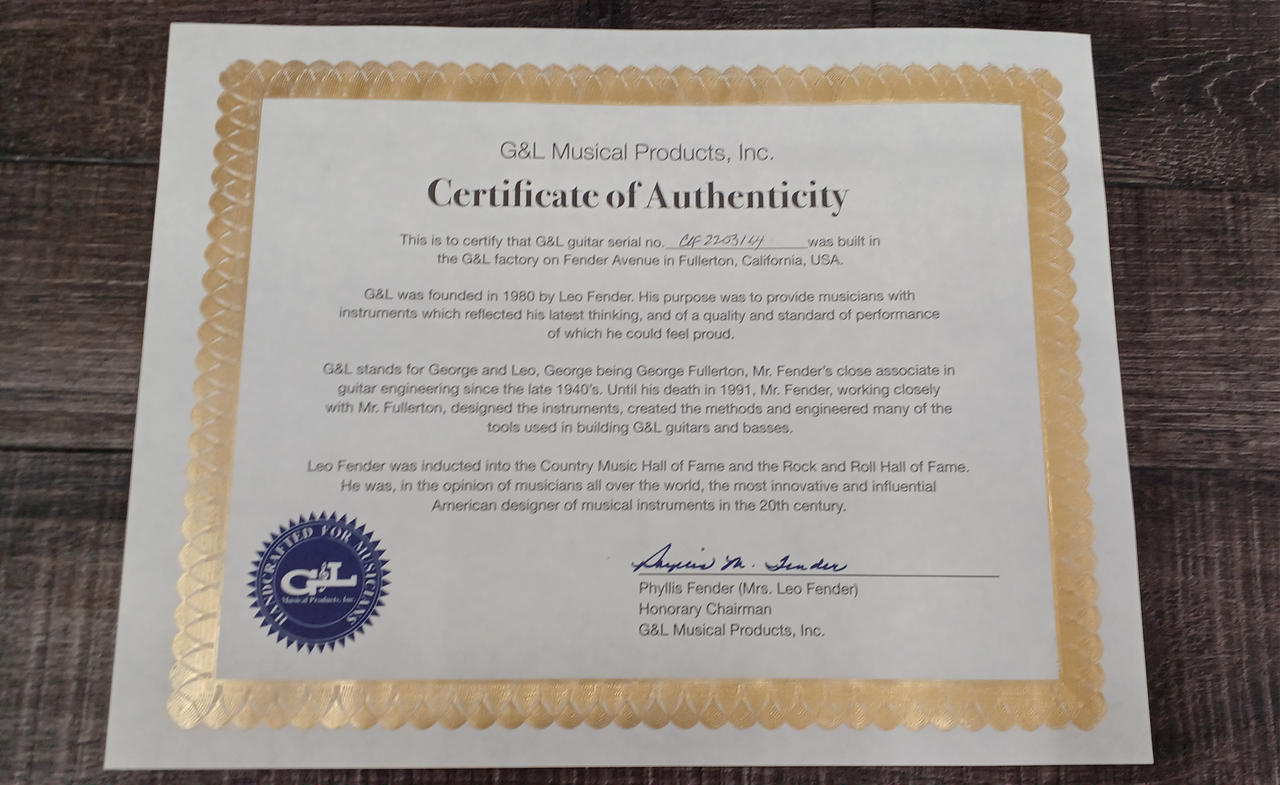 G&L Musical Products, Inc.
Certificate of Authenticity
This is to certify that G&L guitar serial no. CLF2203144 was built in
the G&L factory on Fender Avenue in Fullerton, California, USA.
G&L was founded in 1980 by Leo Fender. His purpose was to provide musicians with
instruments which reflected his latest thinking, and of a quality and standard of performance
of which he could feel proud.
G&L stands for George and Leo, George being George Fullerton, Mr. Fender's close associate in
guitar engineering since the late 1940's. Until his death in 1991, Mr. Fender, working closely
with Mr. Fullerton, designed the instruments, created the methods and engineered many of the
tools used in building G&L guitars and basses.
Leo Fender was inducted into the Country Music Hall of Fame and the Rock and Roll Hall of Fame.
He was, in the opinion of musicians all over the world, the most innovative and influential
American designer of musical instruments in the 20th century.
HANDCRAFTED FOR MUSICIANS
G&L
Musical Products, Inc.
Phyllis M. Fender
Phyllis Fender (Mrs. Leo Fender)
Honorary Chairman
G&L Musical Products, Inc.